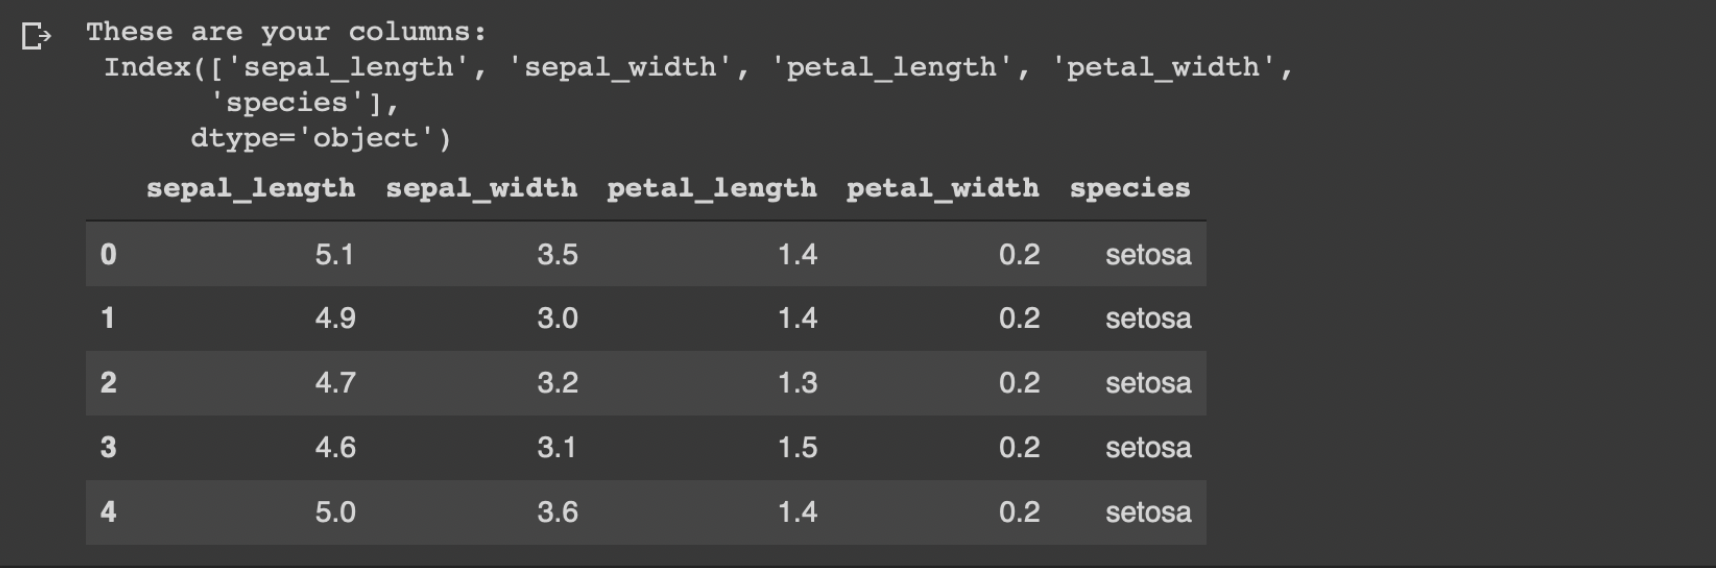 These are your columns:
Index(['sepal_length', 'sepal_width', 'petal_length', 'petal_width',
'species'],
dtype='object')
sepal_length sepal_width petal_length petal_width species
0 5.1 3.5 1.4 0.2 setosa
1 4.9 3.0 1.4 0.2 setosa
2 4.7 3.2 1.3 0.2 setosa
3 4.6 3.1 1.5 0.2 setosa
4 5.0 3.6 1.4 0.2 setosa